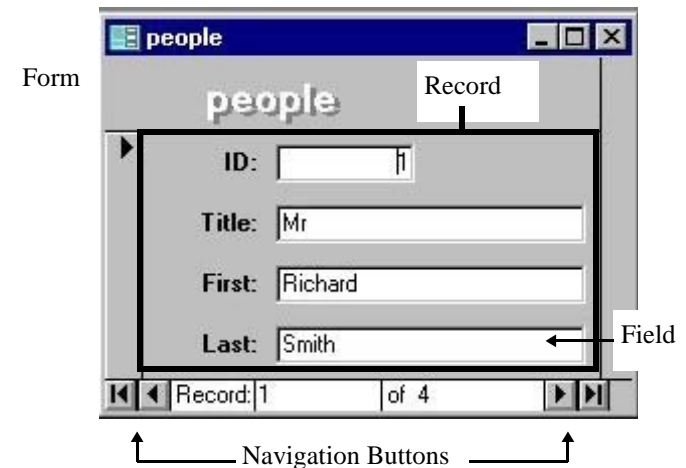 people
Form
Record
people
ID: 1
Title: Mr
First: Richard
Last: Smith
Field
Record: 1 of 4
Navigation Buttons